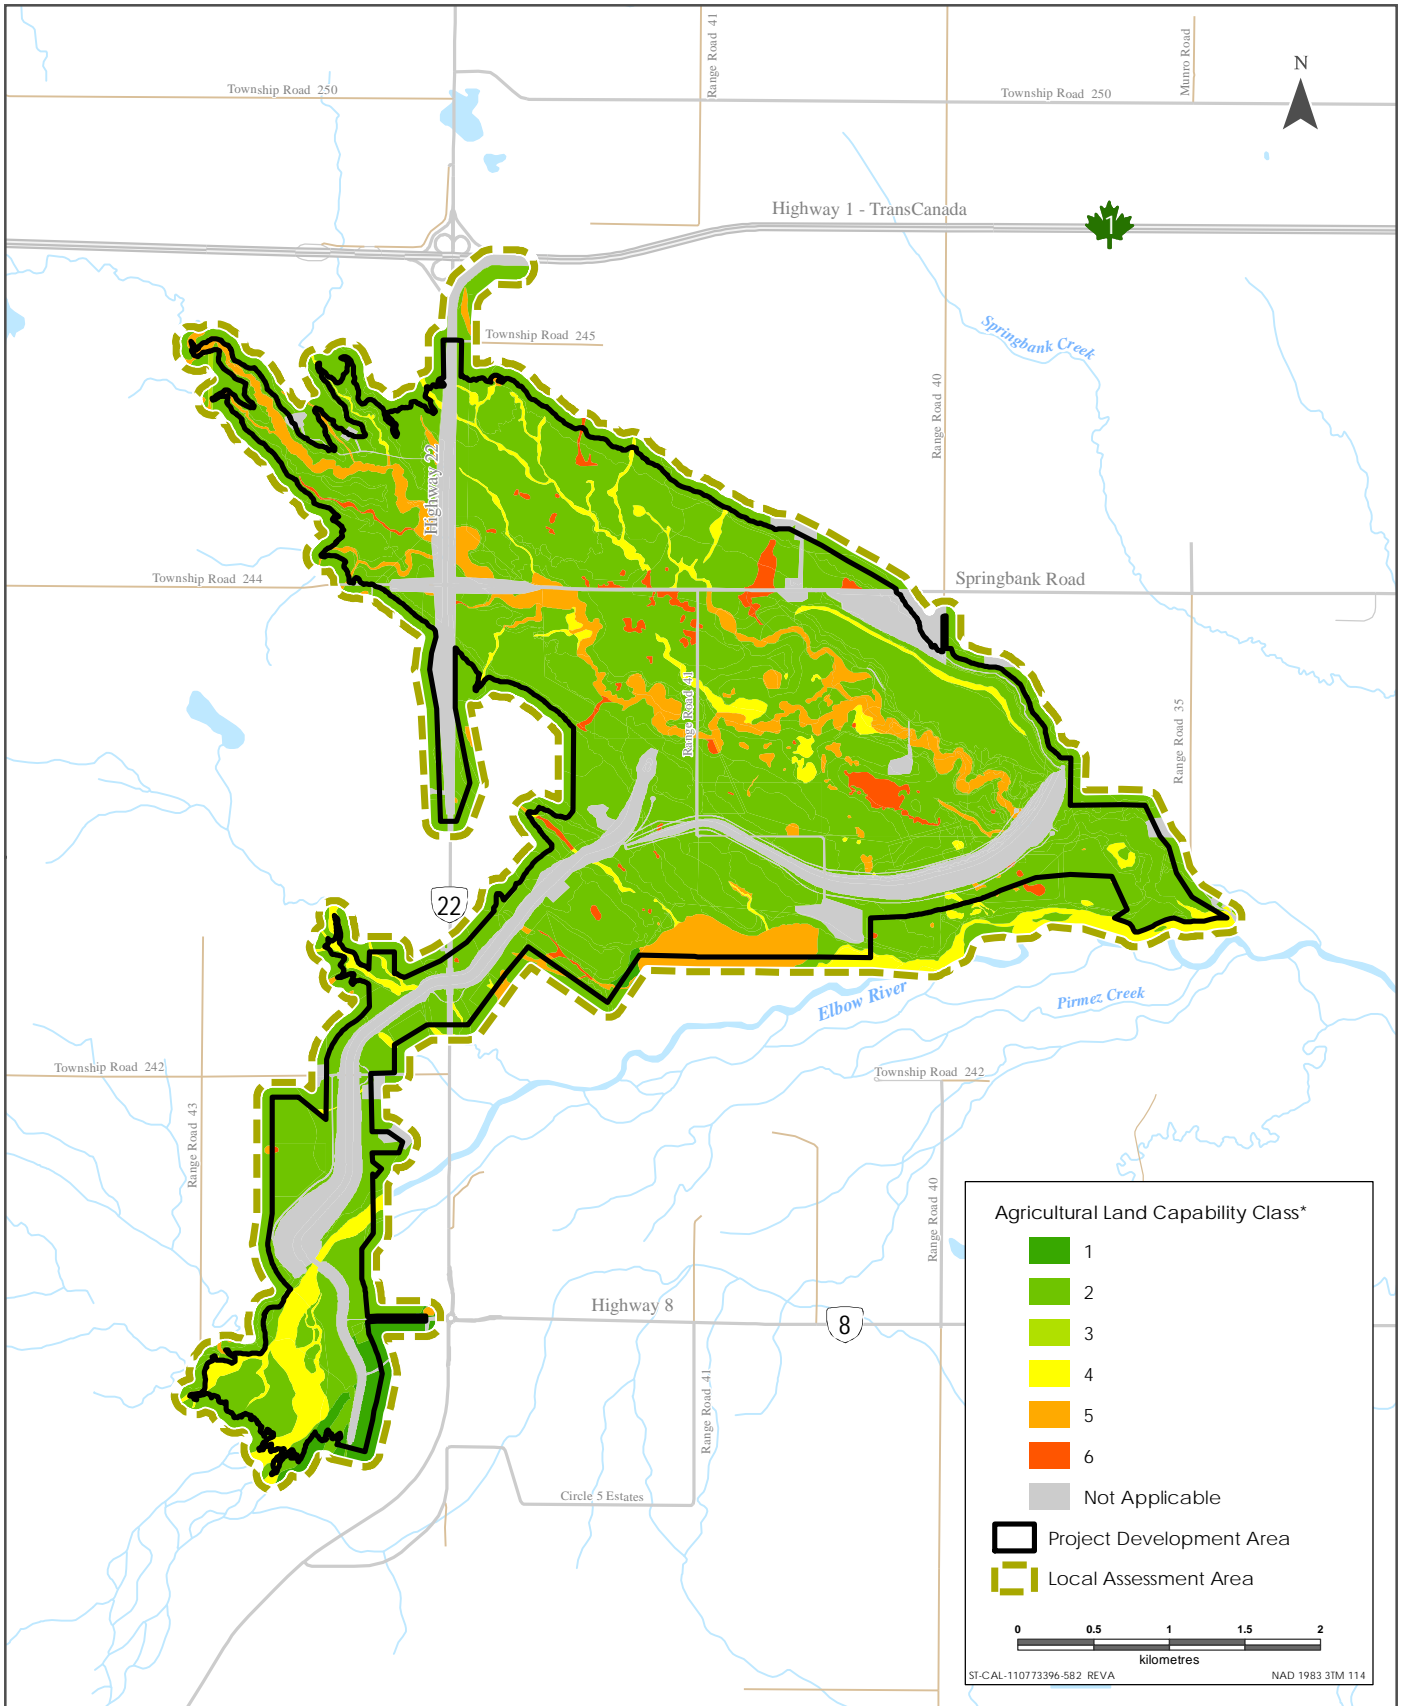 Range Road 41
Munro Road
N
Township Road 250
Township Road 250
Highway 1 - TransCanada
1
Springbank Creek
Township Road 245
Range Road 40
Highway 22
Township Road 244
Springbank Road
Range Road 41
Range Road 35
22
Elbow River
Pirmez Creek
Township Road 242
Township Road 242
Range Road 43
Range Road 40
Highway 8
8
Range Road 41
Circle 5 Estates
Agricultural Land Capability Class*
1
2
3
4
5
6
Not Applicable
Project Development Area
Local Assessment Area
0 0.5 1 1.5 2
kilometres
ST-CAL-110773396-582 REVA NAD 1983 3TM 114